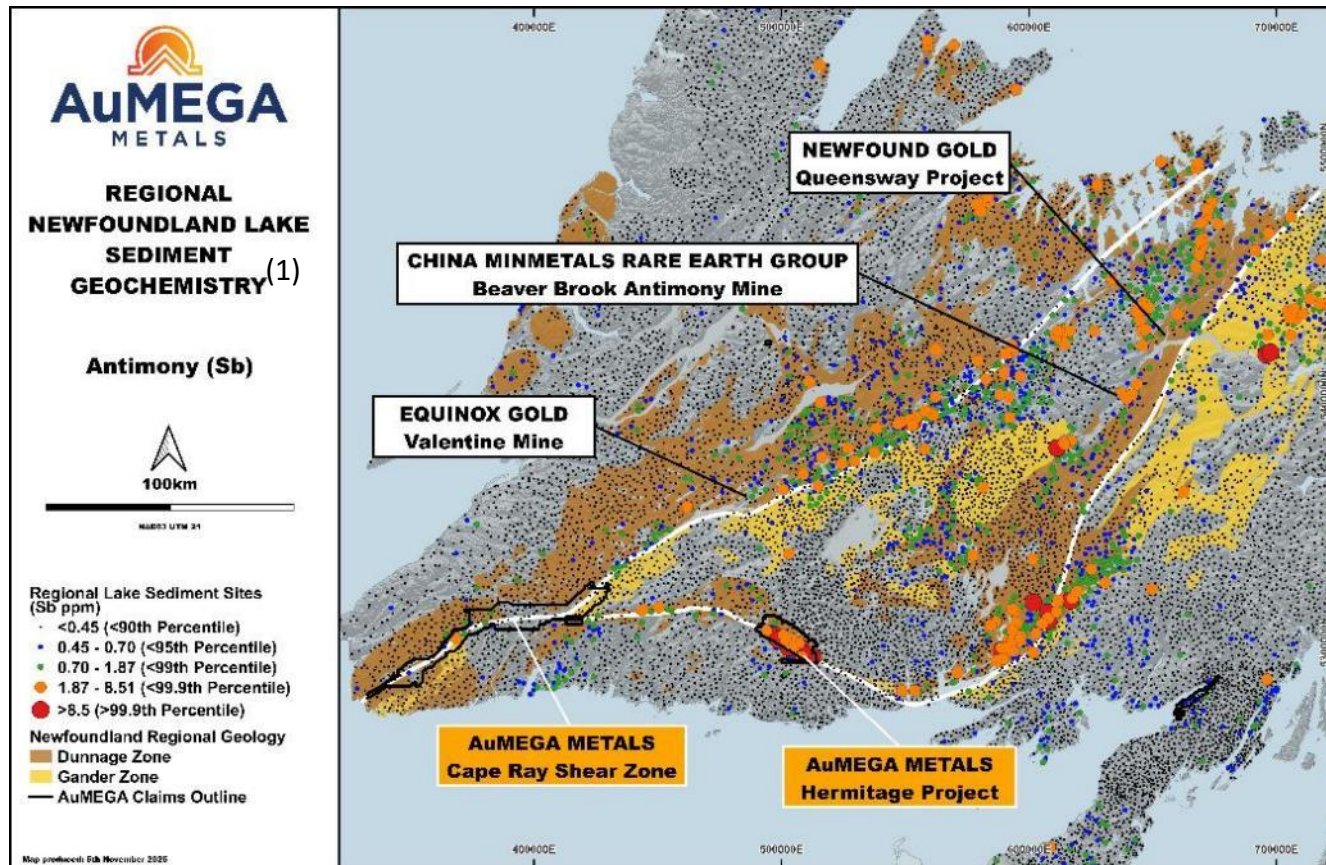 AuMEGA
METALS
REGIONAL
NEWFOUNDLAND LAKE
SEDIMENT
GEOCHEMISTRY(1)
Antimony (Sb)
100km
NAD83 UTM 21
Regional Lake Sediment Sites
(Sb ppm)
<0.45 (<90th Percentile)
0.45 - 0.70 (<95th Percentile)
0.70 - 1.87 (<99th Percentile)
1.87 - 8.51 (<99.9th Percentile)
>8.5 (>99.9th Percentile)
Newfoundland Regional Geology
Dunnage Zone
Gander Zone
AuMEGA Claims Outline
Map produced: 5th November 2025
400000E
500000E
600000E
700000E
NEWFOUND GOLD
Queensway Project
CHINA MINMETALS RARE EARTH GROUP
Beaver Brook Antimony Mine
EQUINOX GOLD
Valentine Mine
AuMEGA METALS
Cape Ray Shear Zone
AuMEGA METALS
Hermitage Project
400000E
500000E
600000E
700000E